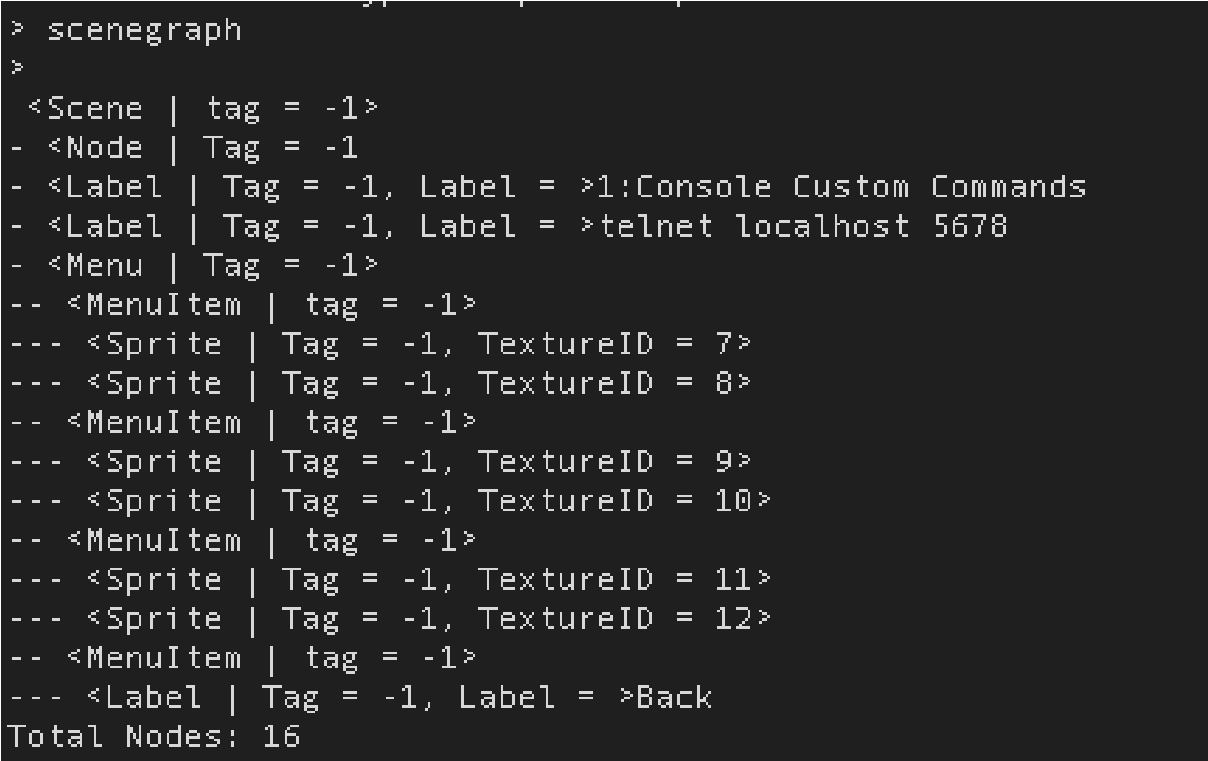 > scenegraph
>
 <Scene | tag = -1>
- <Node | Tag = -1
- <Label | Tag = -1, Label = >1:Console Custom Commands
- <Label | Tag = -1, Label = >telnet localhost 5678
- <Menu | Tag = -1>
-- <MenuItem | tag = -1>
--- <Sprite | Tag = -1, TextureID = 7>
--- <Sprite | Tag = -1, TextureID = 8>
-- <MenuItem | tag = -1>
--- <Sprite | Tag = -1, TextureID = 9>
--- <Sprite | Tag = -1, TextureID = 10>
-- <MenuItem | tag = -1>
--- <Sprite | Tag = -1, TextureID = 11>
--- <Sprite | Tag = -1, TextureID = 12>
-- <MenuItem | tag = -1>
--- <Label | Tag = -1, Label = >Back
Total Nodes: 16